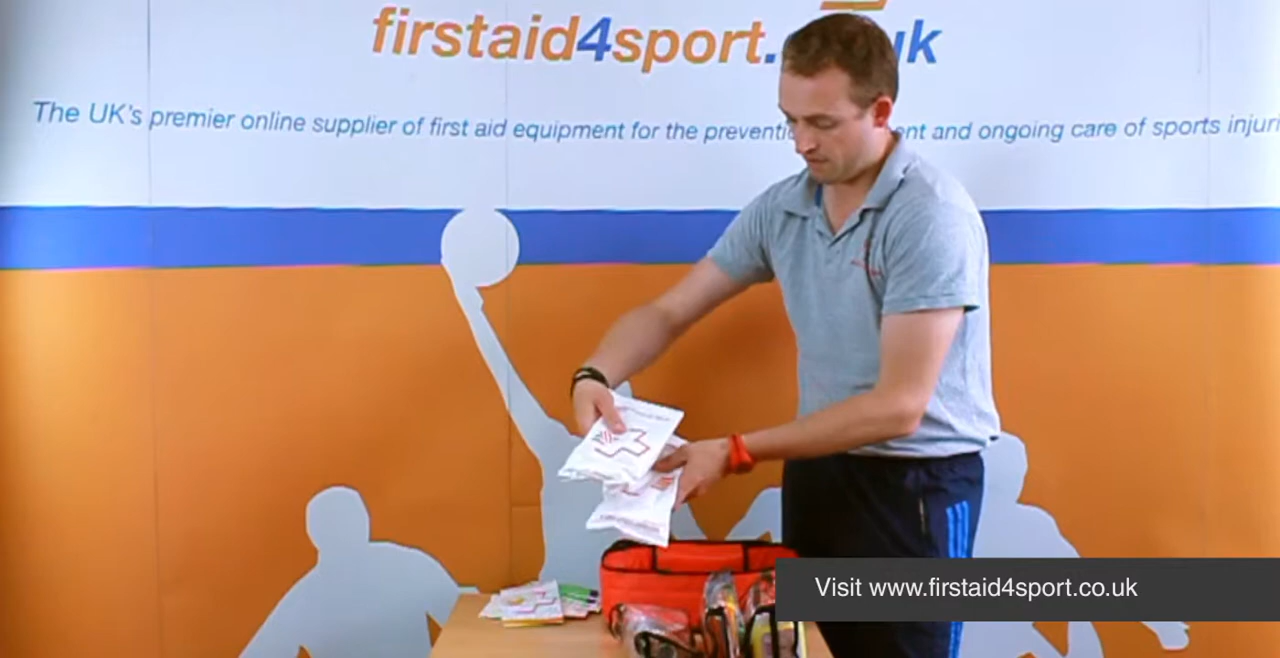 firstaid4sport. uk
The UK's premier online supplier of first aid equipment for the preventi ent and ongoing care of sports injuri
Visit www.firstaid4sport.co.uk